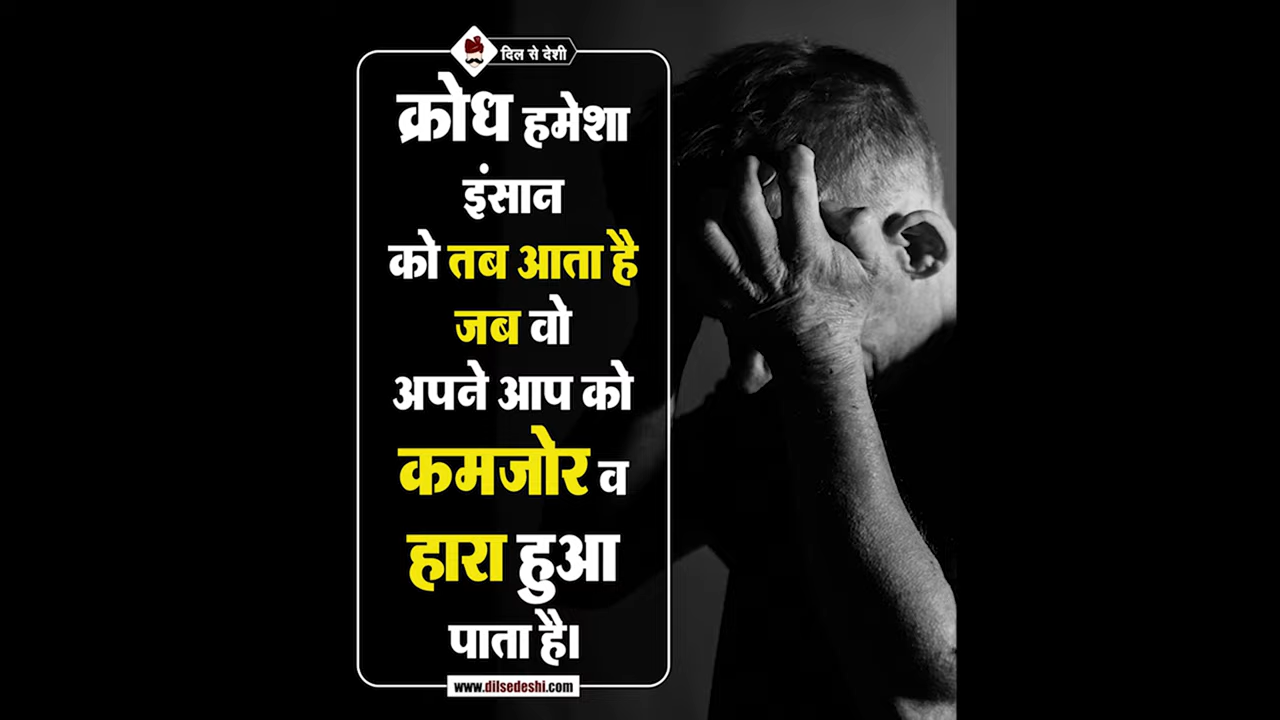 दिल से देशी
क्रोध हमेशा
इंसान
को तब आता है
जब वो
अपने आप को
कमजोर व
हारा हुआ
पाता है।
www.dilsedeshi.com